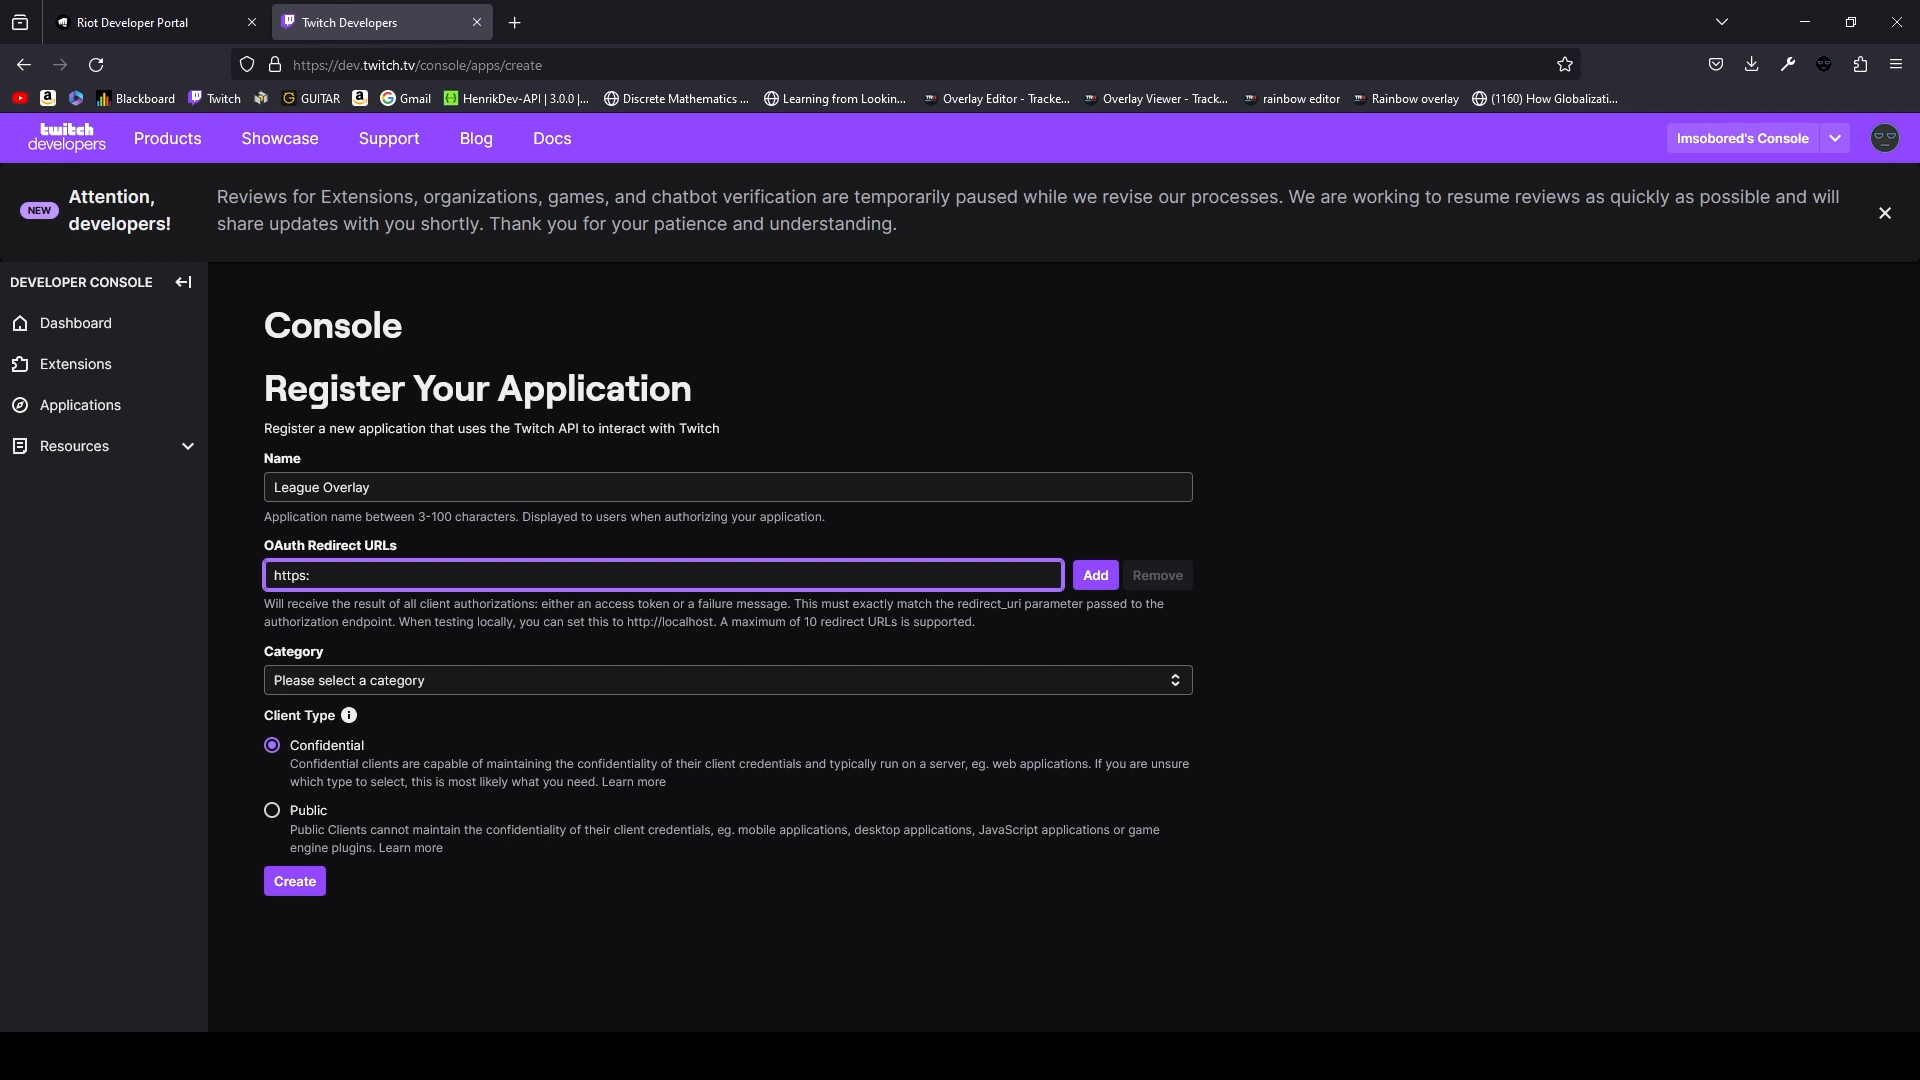 Riot Developer Portal
Twitch Developers
https://dev.twitch.tv/console/apps/create
Blackboard
Twitch
GUITAR
Gmail
HenrikDev-API | 3.0.0 |...
Discrete Mathematics ...
Learning from Lookin...
Overlay Editor - Tracke...
Overlay Viewer - Track...
rainbow editor
Rainbow overlay
(1160) How Globalizati...
twitch
developers
Products
Showcase
Support
Blog
Docs
Imsobored's Console
NEW
Attention,
developers!
Reviews for Extensions, organizations, games, and chatbot verification are temporarily paused while we revise our processes. We are working to resume reviews as quickly as possible and will
share updates with you shortly. Thank you for your patience and understanding.
DEVELOPER CONSOLE
Dashboard
Extensions
Applications
Resources
Console
Register Your Application
Register a new application that uses the Twitch API to interact with Twitch
Name
League Overlay
Application name between 3-100 characters. Displayed to users when authorizing your application.
OAuth Redirect URLs
https:
Add
Remove
Will receive the result of all client authorizations: either an access token or a failure message. This must exactly match the redirect_uri parameter passed to the
authorization endpoint. When testing locally, you can set this to http://localhost. A maximum of 10 redirect URLs is supported.
Category
Please select a category
Client Type
Confidential
Confidential clients are capable of maintaining the confidentiality of their client credentials and typically run on a server, eg. web applications. If you are unsure
which type to select, this is most likely what you need. Learn more
Public
Public Clients cannot maintain the confidentiality of their client credentials, eg. mobile applications, desktop applications, JavaScript applications or game
engine plugins. Learn more
Create